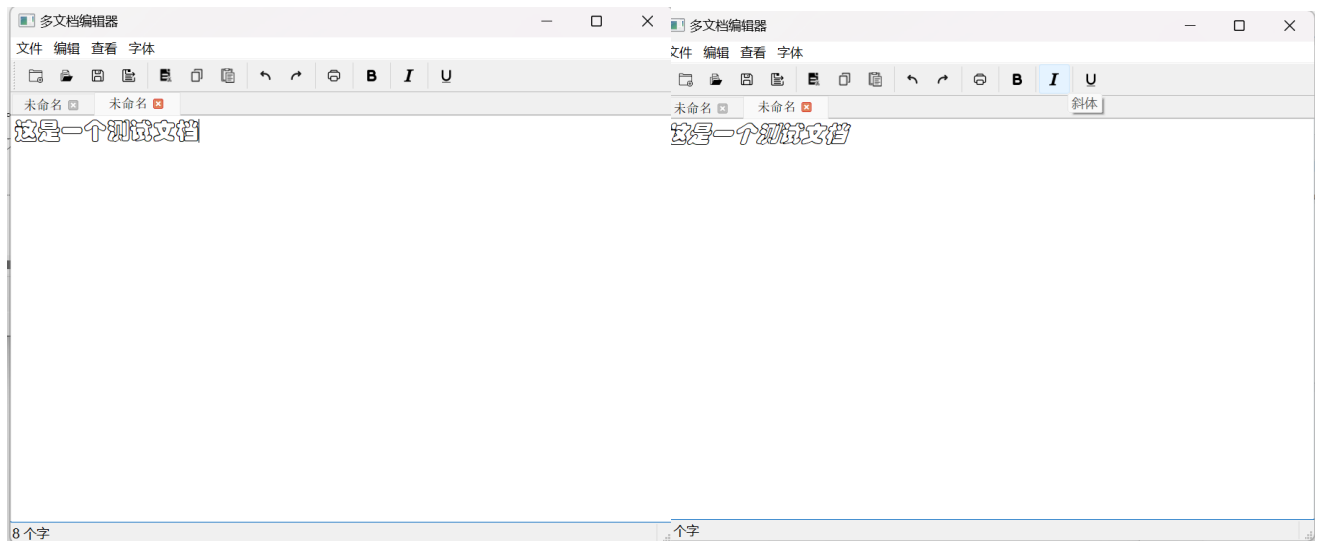 多文档编辑器
文件 编辑 查看 字体
B I U
未命名 未命名
这是一个测试文档
8 个字
多文档编辑器
文件 编辑 查看 字体
B I U
斜体
未命名 未命名
这是一个测试文档
个字